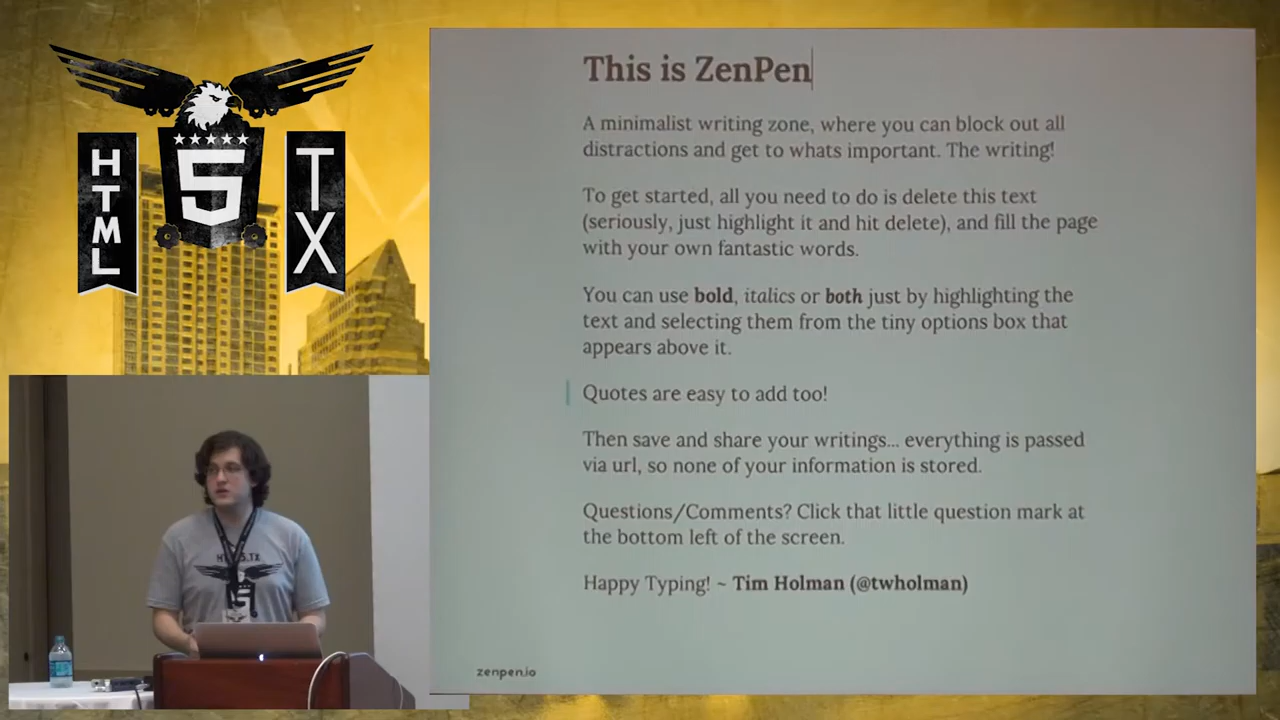 HTML
5
TX
This is ZenPen
A minimalist writing zone, where you can block out all
distractions and get to whats important. The writing!
To get started, all you need to do is delete this text
(seriously, just highlight it and hit delete), and fill the page
with your own fantastic words.
You can use bold, italics or both just by highlighting the
text and selecting them from the tiny options box that
appears above it.
Quotes are easy to add too!
Then save and share your writings... everything is passed
via url, so none of your information is stored.
Questions/Comments? Click that little question mark at
the bottom left of the screen.
Happy Typing! ~ Tim Holman (@twholman)
zenpen.io